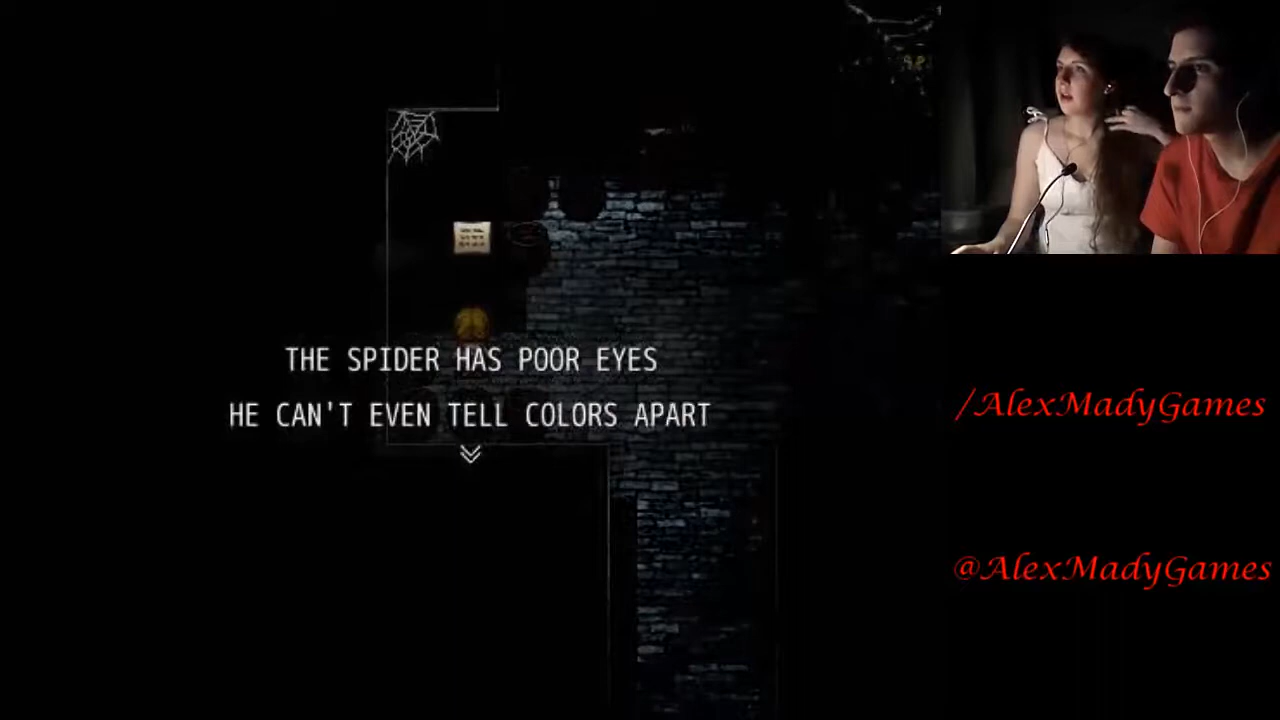 THE SPIDER HAS POOR EYES
HE CAN'T EVEN TELL COLORS APART
/AlexMadyGames
@AlexMadyGames